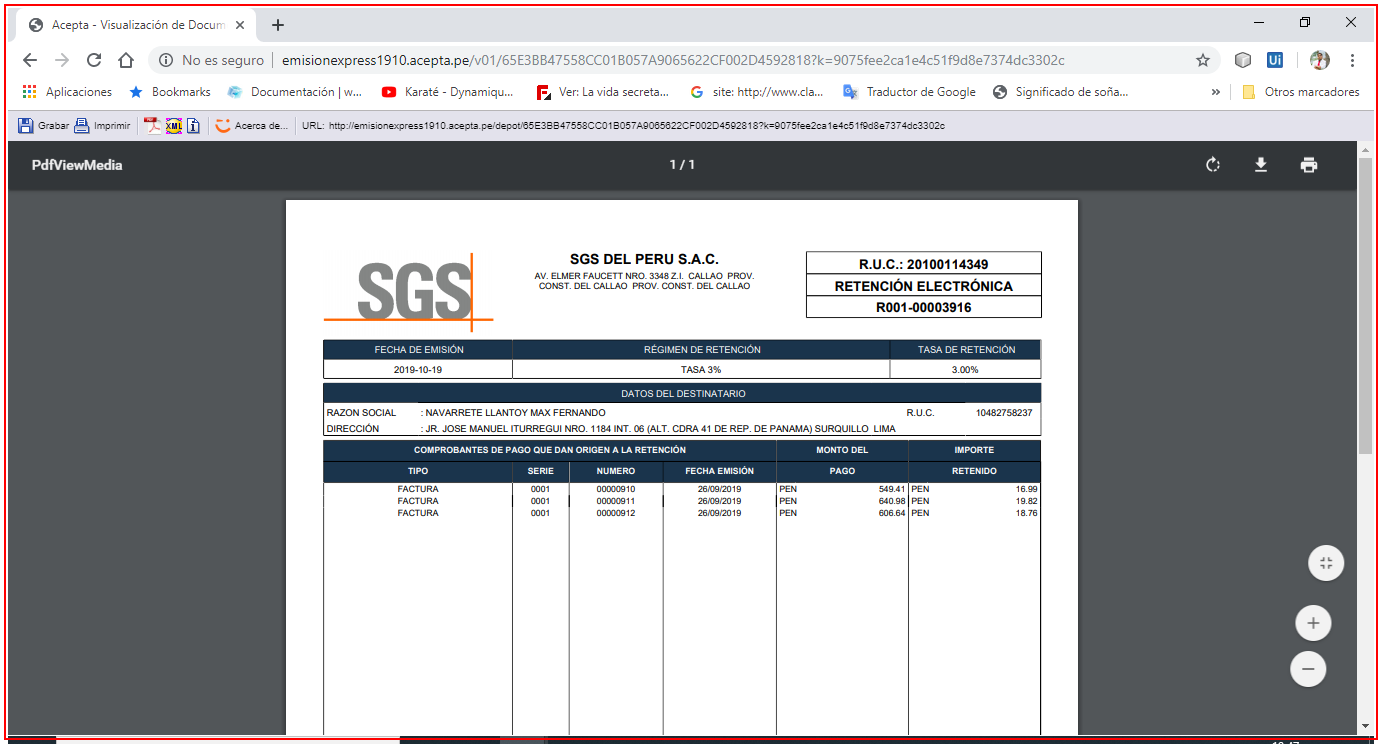 Acepta - Visualización de Docum
No es seguro emisionexpress1910.acepta.pe/v01/65E3BB47558CC01B057A9065622CF002D4592818?k=9075fee2ca1e4c51f9d8e7374dc3302c
Aplicaciones Bookmarks Documentación | w... Karaté - Dynamiqu... Ver: La vida secreta... site: http://www.cla... Traductor de Google Significado de soña... » Otros marcadores
Grabar Imprimir PDF XML Acerca de... URL: http://emisionexpress1910.acepta.pe/depot/65E3BB47558CC01B057A9065622CF002D4592818?k=9075fee2ca1e4c51f9d8e7374dc3302c
PdfViewMedia 1 / 1
SGS
SGS DEL PERU S.A.C.
AV. ELMER FAUCETT NRO. 3348 Z.I. CALLAO PROV.
CONST. DEL CALLAO PROV. CONST. DEL CALLAO
R.U.C.: 20100114349
RETENCIÓN ELECTRÓNICA
R001-00003916
FECHA DE EMISIÓN RÉGIMEN DE RETENCIÓN TASA DE RETENCIÓN
2019-10-19 TASA 3% 3.00%
DATOS DEL DESTINATARIO
RAZON SOCIAL : NAVARRETE LLANTOY MAX FERNANDO R.U.C. 10482758237
DIRECCIÓN : JR. JOSE MANUEL ITURREGUI NRO. 1184 INT. 06 (ALT. CDRA 41 DE REP. DE PANAMA) SURQUILLO LIMA
COMPROBANTES DE PAGO QUE DAN ORIGEN A LA RETENCIÓN MONTO DEL IMPORTE
TIPO SERIE NUMERO FECHA EMISIÓN PAGO RETENIDO
FACTURA 0001 00000910 26/09/2019 PEN 549.41 PEN 16.99
FACTURA 0001 00000911 26/09/2019 PEN 640.98 PEN 19.82
FACTURA 0001 00000912 26/09/2019 PEN 606.64 PEN 18.76